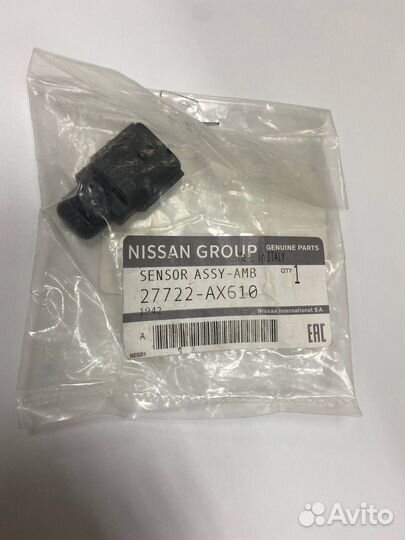 NISSAN GROUP GENUINE PARTS
Made in ITALY
SENSOR ASSY-AMB QTY 1
27722-AX610
1942
Nissan International SA
A
EAC
Avito